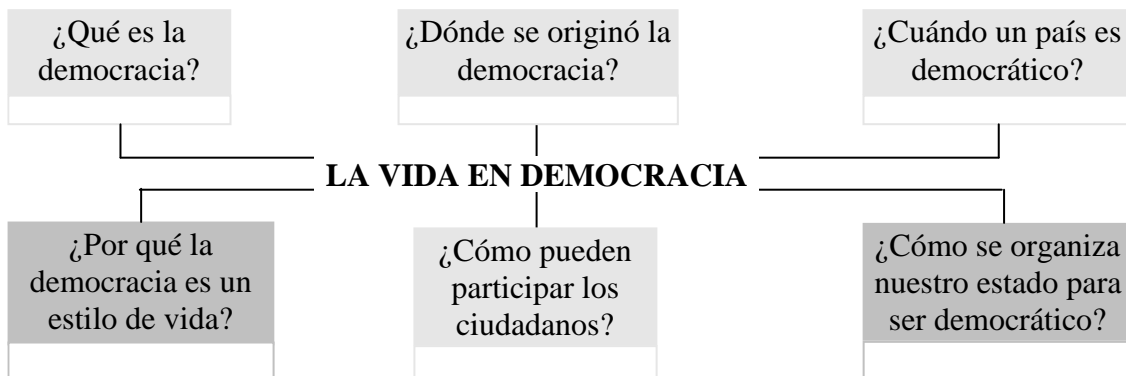 ¿Qué es la
democracia?
¿Dónde se originó la
democracia?
¿Cuándo un país es
democrático?
LA VIDA EN DEMOCRACIA
¿Por qué la
democracia es un
estilo de vida?
¿Cómo pueden
participar los
ciudadanos?
¿Cómo se organiza
nuestro estado para
ser democrático?